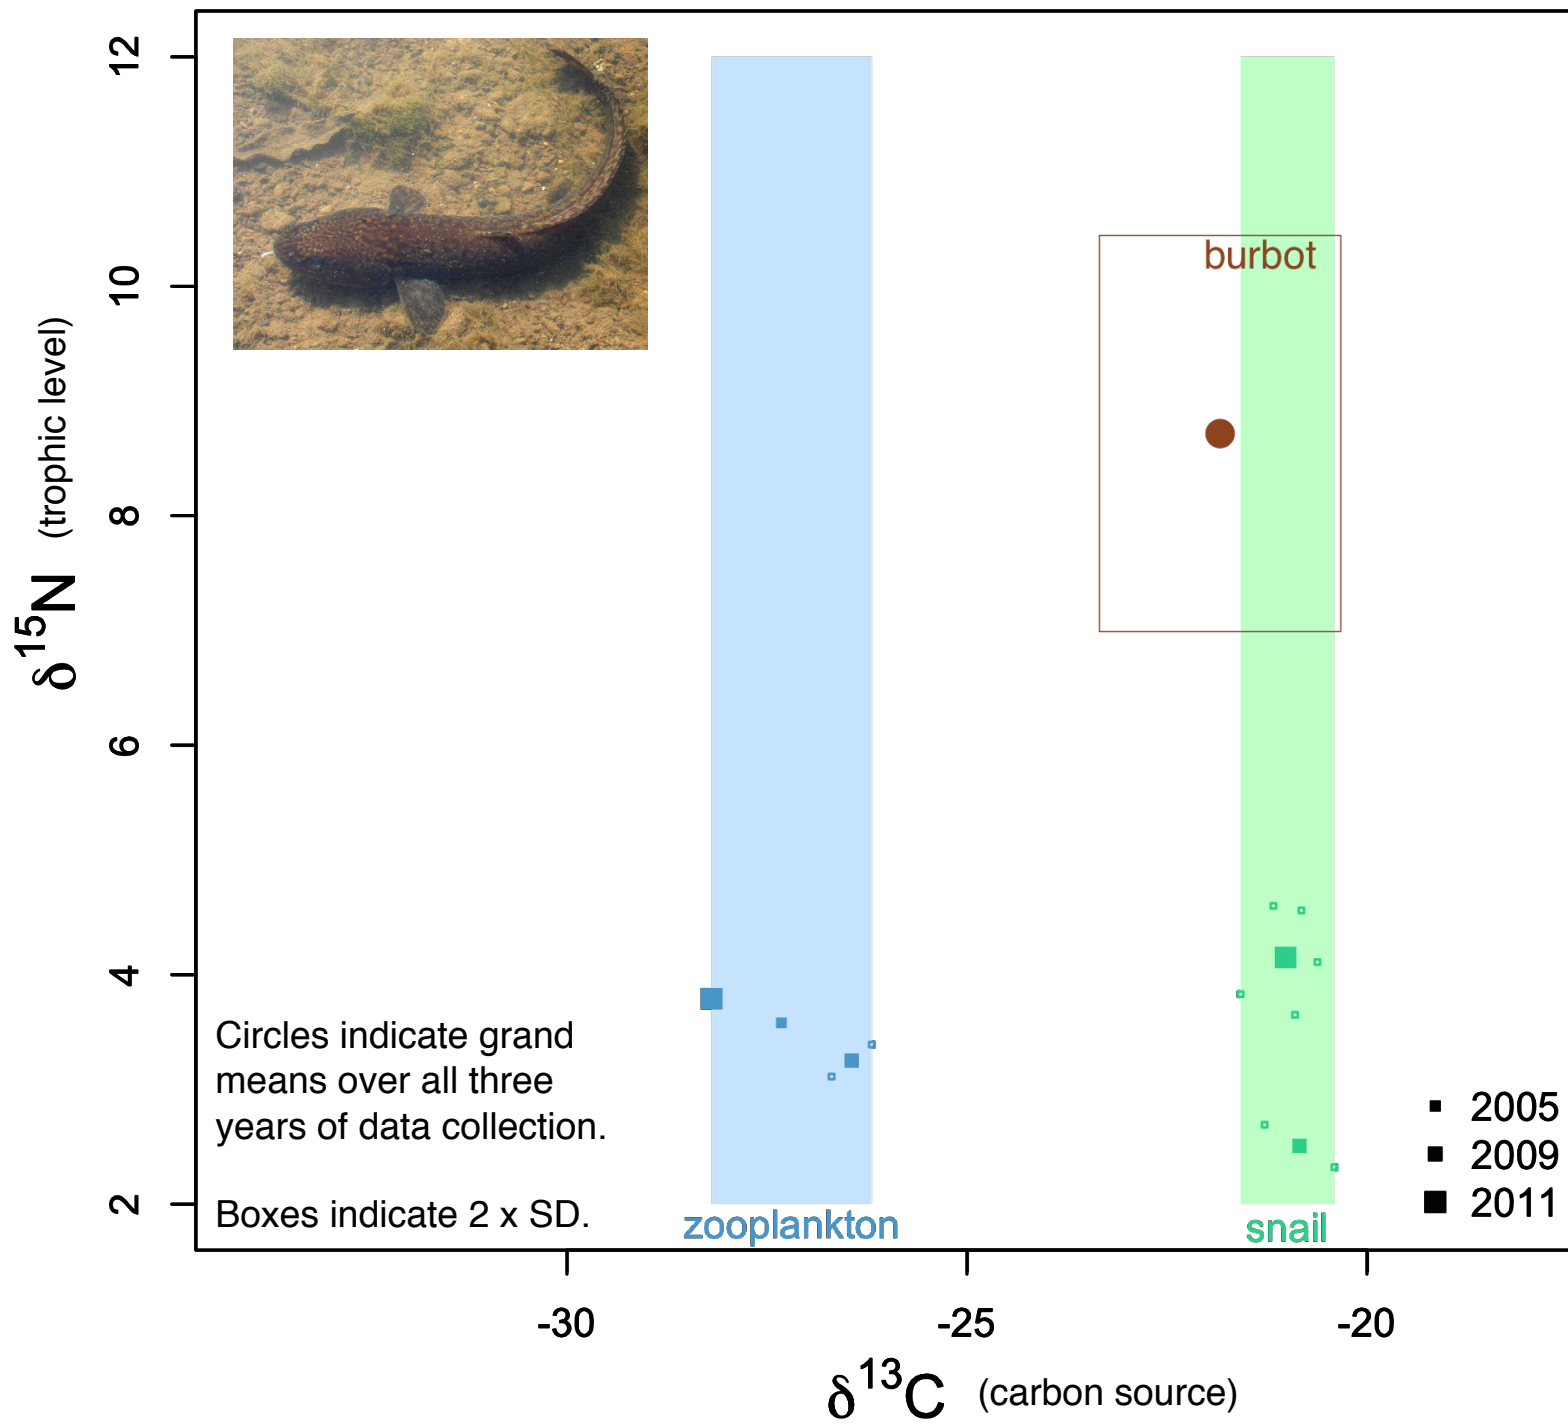 12
10
8
6
4
2
δ15N (trophic level)
burbot
Circles indicate grand
means over all three
years of data collection.
Boxes indicate 2 x SD.
2005
2009
2011
zooplankton
snail
-30
-25
-20
δ13C (carbon source)